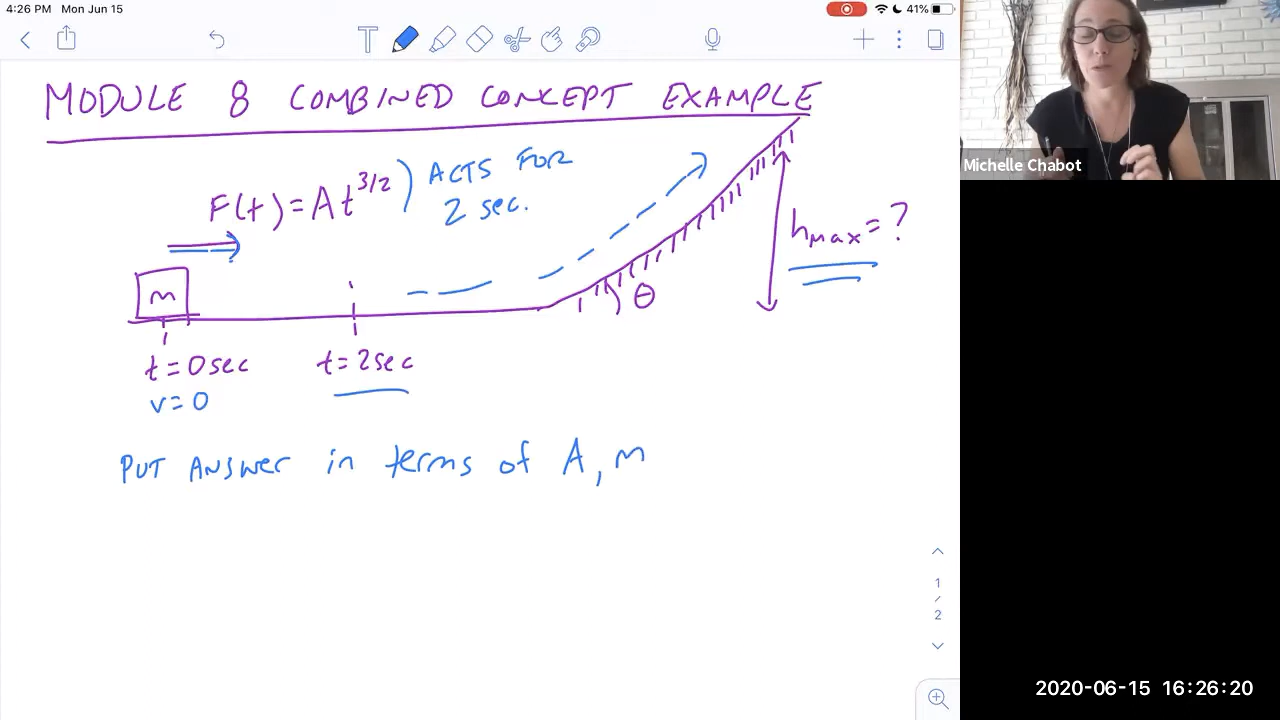 4:26 PM Mon Jun 15
41%
MODULE 8 COMBINED CONCEPT EXAMPLE
F(t) = At^3/2 ) ACTS FOR
2 sec.
hmax = ?
m
θ
t = 0 sec
t = 2 sec
v = 0
PUT ANSWER in terms of A, m
Michelle Chabot
1
/
2
2020-06-15 16:26:20